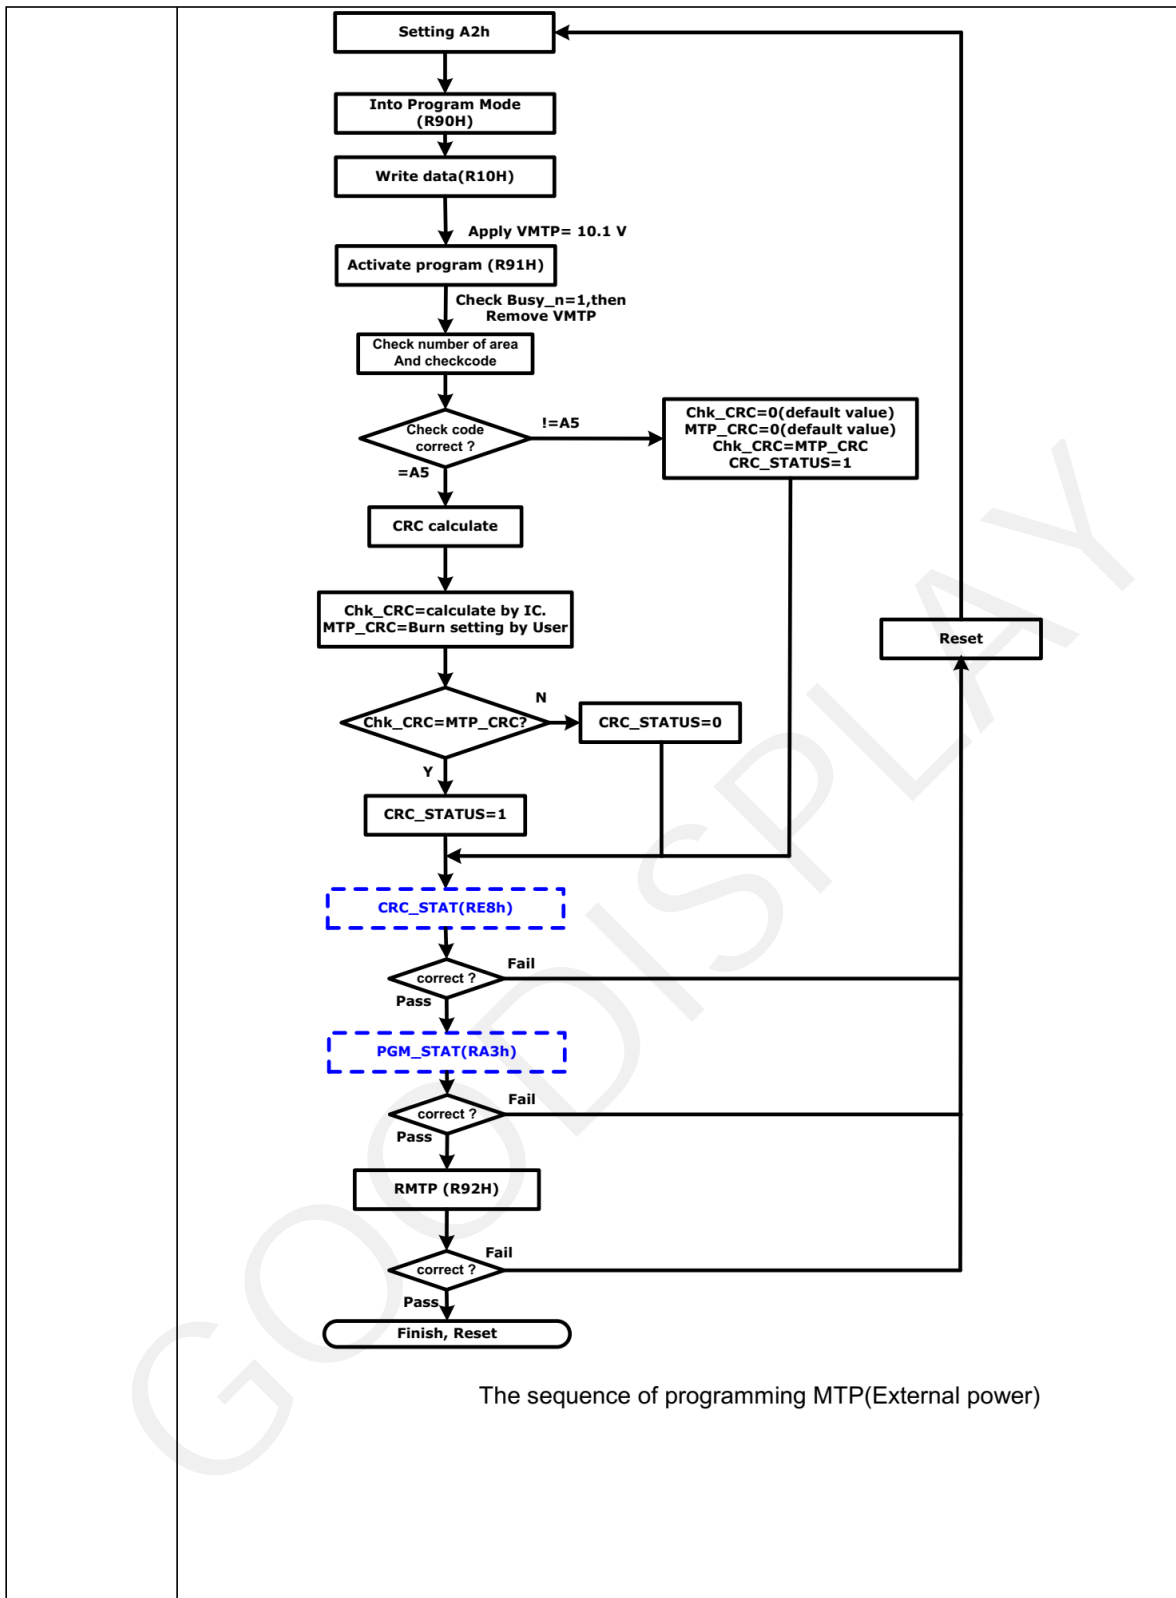 Setting A2h
Into Program Mode
(R90H)
Write data(R10H)
Apply VMTP= 10.1 V
Activate program (R91H)
Check Busy_n=1,then
Remove VMTP
Check number of area
And checkcode
Check code
correct ?
!=A5
=A5
Chk_CRC=0(default value)
MTP_CRC=0(default value)
Chk_CRC=MTP_CRC
CRC_STATUS=1
CRC calculate
Chk_CRC=calculate by IC.
MTP_CRC=Burn setting by User
Reset
Chk_CRC=MTP_CRC?
N
CRC_STATUS=0
Y
CRC_STATUS=1
CRC_STAT(RE8h)
correct ?
Fail
Pass
PGM_STAT(RA3h)
correct ?
Fail
Pass
RMTP (R92H)
correct ?
Fail
Pass
Finish, Reset
The sequence of programming MTP(External power)
GOODISPLAY